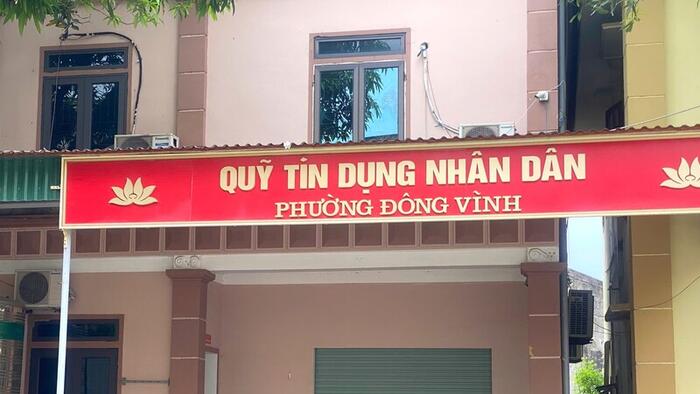 QUỸ TÍN DỤNG NHÂN DÂN
PHƯỜNG ĐÔNG VĨNH